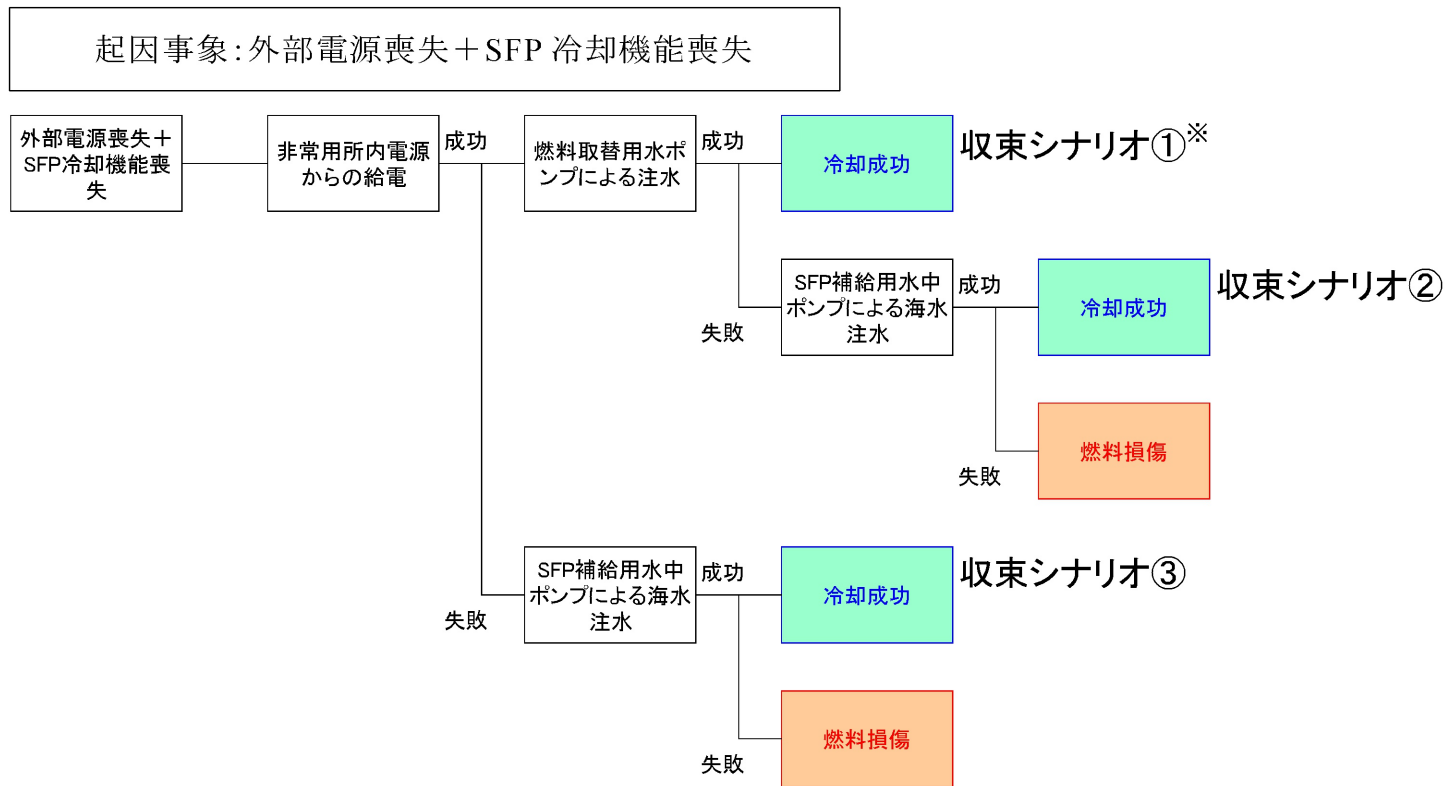 起因事象:外部電源喪失＋SFP 冷却機能喪失
外部電源喪失＋
SFP冷却機能喪
失
非常用所内電源
からの給電
成功
燃料取替用水ポ
ンプによる注水
成功
冷却成功
収束シナリオ①※
失敗
SFP補給用水中
ポンプによる海水
注水
成功
冷却成功
収束シナリオ②
失敗
燃料損傷
失敗
SFP補給用水中
ポンプによる海水
注水
成功
冷却成功
収束シナリオ③
失敗
燃料損傷